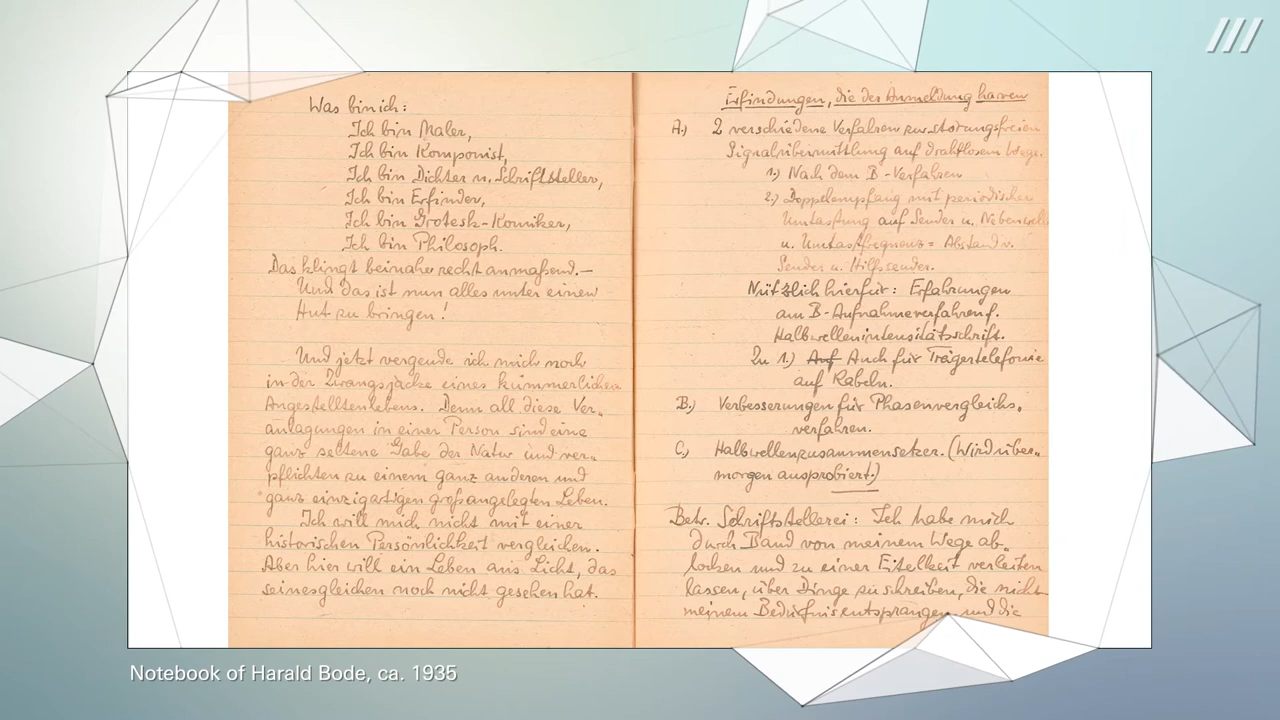 Was bin ich:
Ich bin Maler,
Ich bin Komponist,
Ich bin Dichter u. Schriftsteller,
Ich bin Erfinder,
Ich bin Grotesk-Komiker,
Ich bin Philosoph.
Das klingt beinahe recht anmaßend.—
Und das ist nun alles unter einen
Hut zu bringen!
Und jetzt vergeude ich mich noch
in der Zwangsjacke eines kümmerlichen
Angestelltenlebens. Denn all diese Ver-
anlagungen in einer Person sind eine
ganz seltene Gabe der Natur und ver-
pflichten zu einem ganz anderen und
ganz einzigartigen großangelegten Leben.
Ich will mich nicht mit einer
historischen Persönlichkeit vergleichen.
Aber hier will ein Leben ans Licht, das
seinesgleichen noch nicht gesehen hat.
Erfindungen, die der Anmeldung harren
A.) 2 verschiedene Verfahren zur störungsfreien
Signalübermittlung auf drahtlosem Wege.
1.) Nach dem B-Verfahren
2.) Doppelempfang mit periodischer
Umtastung auf Sender u. Nebenwelle
u. Umtastfrequenz = Abstand v.
Sender u. Hilfssender.
Nützlich hierfür: Erfahrungen
am B-Aufnahmeverfahren f.
Halbwellenintensitätsschrift.
Zu 1.) Auf Auch für Trägertelefonie
auf Kabeln.
B.) Verbesserungen für Phasenvergleichs-
verfahren.
C.) Halbwellenzusammensetzer. (Wird über-
morgen ausprobiert.)
Betr. Schriftstellerei: Ich habe mich
durch Band von meinem Wege ab-
locken und zu einer Eitelkeit verleiten
lassen, über Dinge zu schreiben, die nicht
meinem Bedürfnis entsprangen und die
Notebook of Harald Bode, ca. 1935